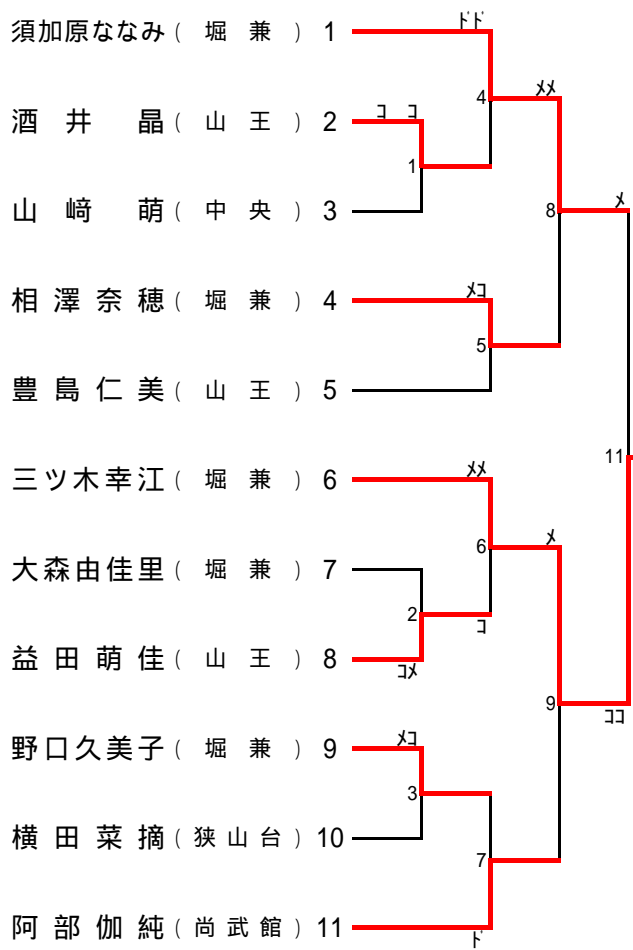 ドド
須加原ななみ ( 堀 兼 ) 1
4 メメ
酒 井 晶 ( 山 王 ) 2 コ コ
1
山 﨑 萌 ( 中 央 ) 3
8 メ
相 澤 奈 穂 ( 堀 兼 ) 4 メコ
5
豊 島 仁 美 ( 山 王 ) 5
11
三ツ木幸江 ( 堀 兼 ) 6 メメ
6 メ
大森由佳里 ( 堀 兼 ) 7
2 コ
益 田 萌 佳 ( 山 王 ) 8 コメ
9 ココ
野口久美子 ( 堀 兼 ) 9 メコ
3
横 田 菜 摘 ( 狭 山 台 ) 10
7
阿 部 伽 純 ( 尚 武 館 ) 11 ド